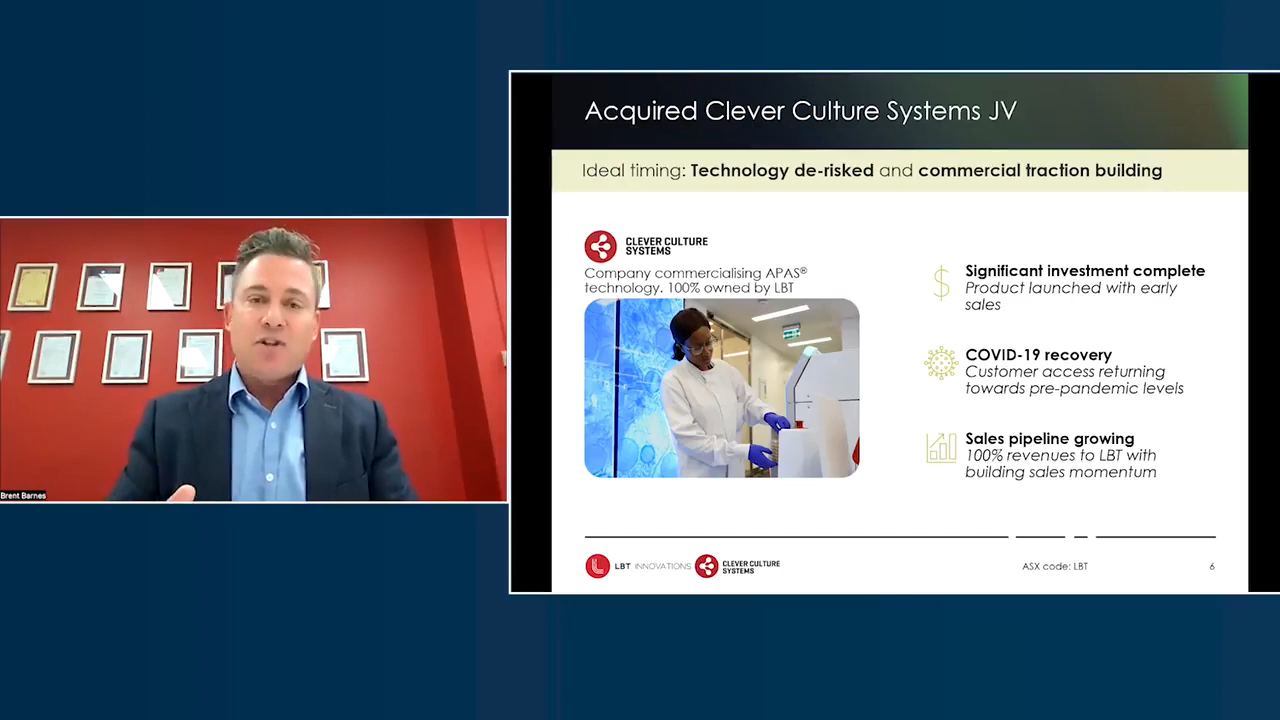 Acquired Clever Culture Systems JV
Ideal timing: Technology de-risked and commercial traction building
CLEVER CULTURE
SYSTEMS
Company commercialising APAS®
technology. 100% owned by LBT
Significant investment complete
Product launched with early
sales
COVID-19 recovery
Customer access returning
towards pre-pandemic levels
Sales pipeline growing
100% revenues to LBT with
building sales momentum
Brent Barnes
LBT INNOVATIONS
CLEVER CULTURE
SYSTEMS
ASX code: LBT
6